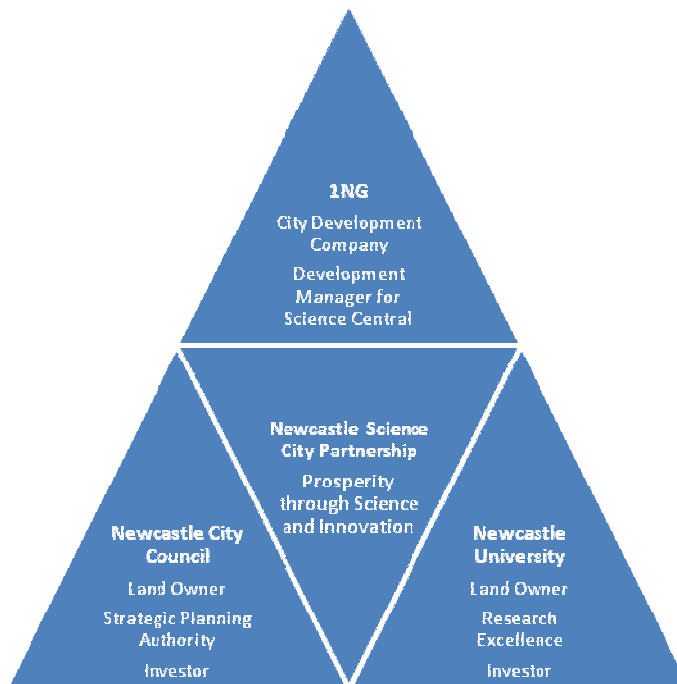 1NG
City Development
Company
Development
Manager for
Science Central
Newcastle Science
City Partnership
Prosperity
through Science
and Innovation
Newcastle City
Council
Land Owner
Strategic Planning
Authority
Investor
Newcastle
University
Land Owner
Research
Excellence
Investor